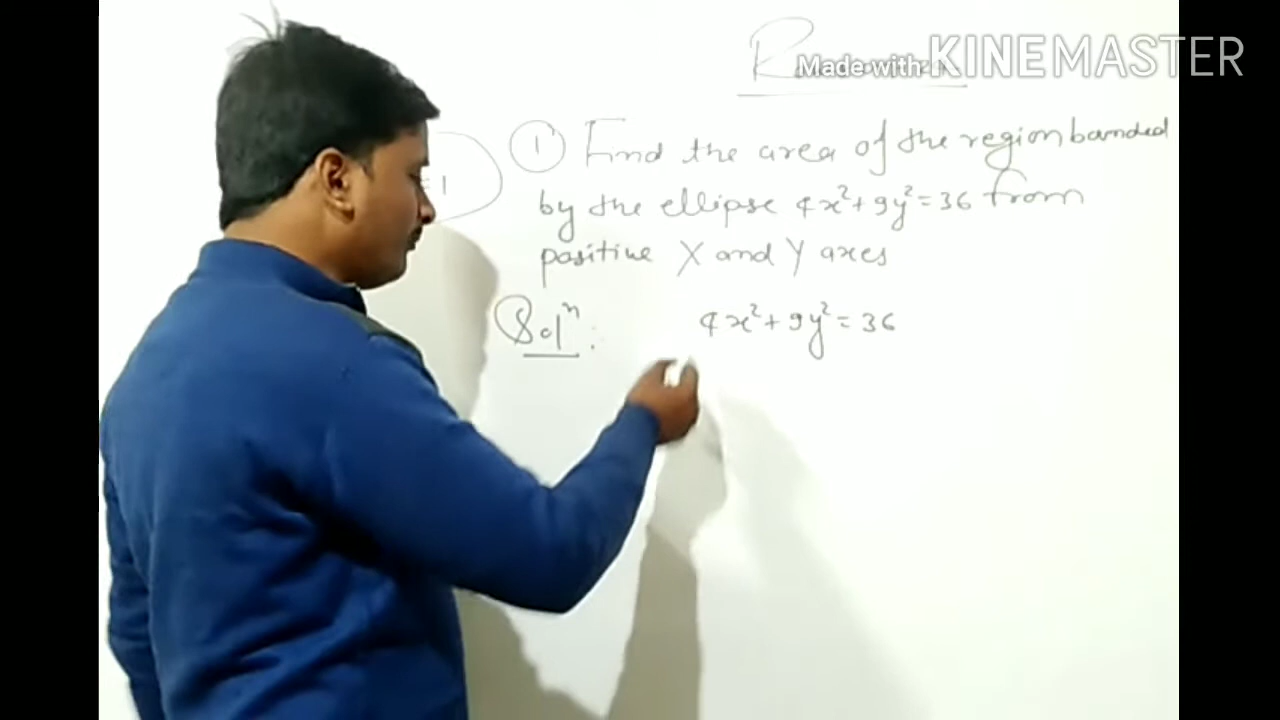 Made with KINEMASTER
① Find the area of the region bounded
by the ellipse 4x²+9y²=36 from
positive X and Y axes
Solⁿ: 4x²+9y²=36
=1